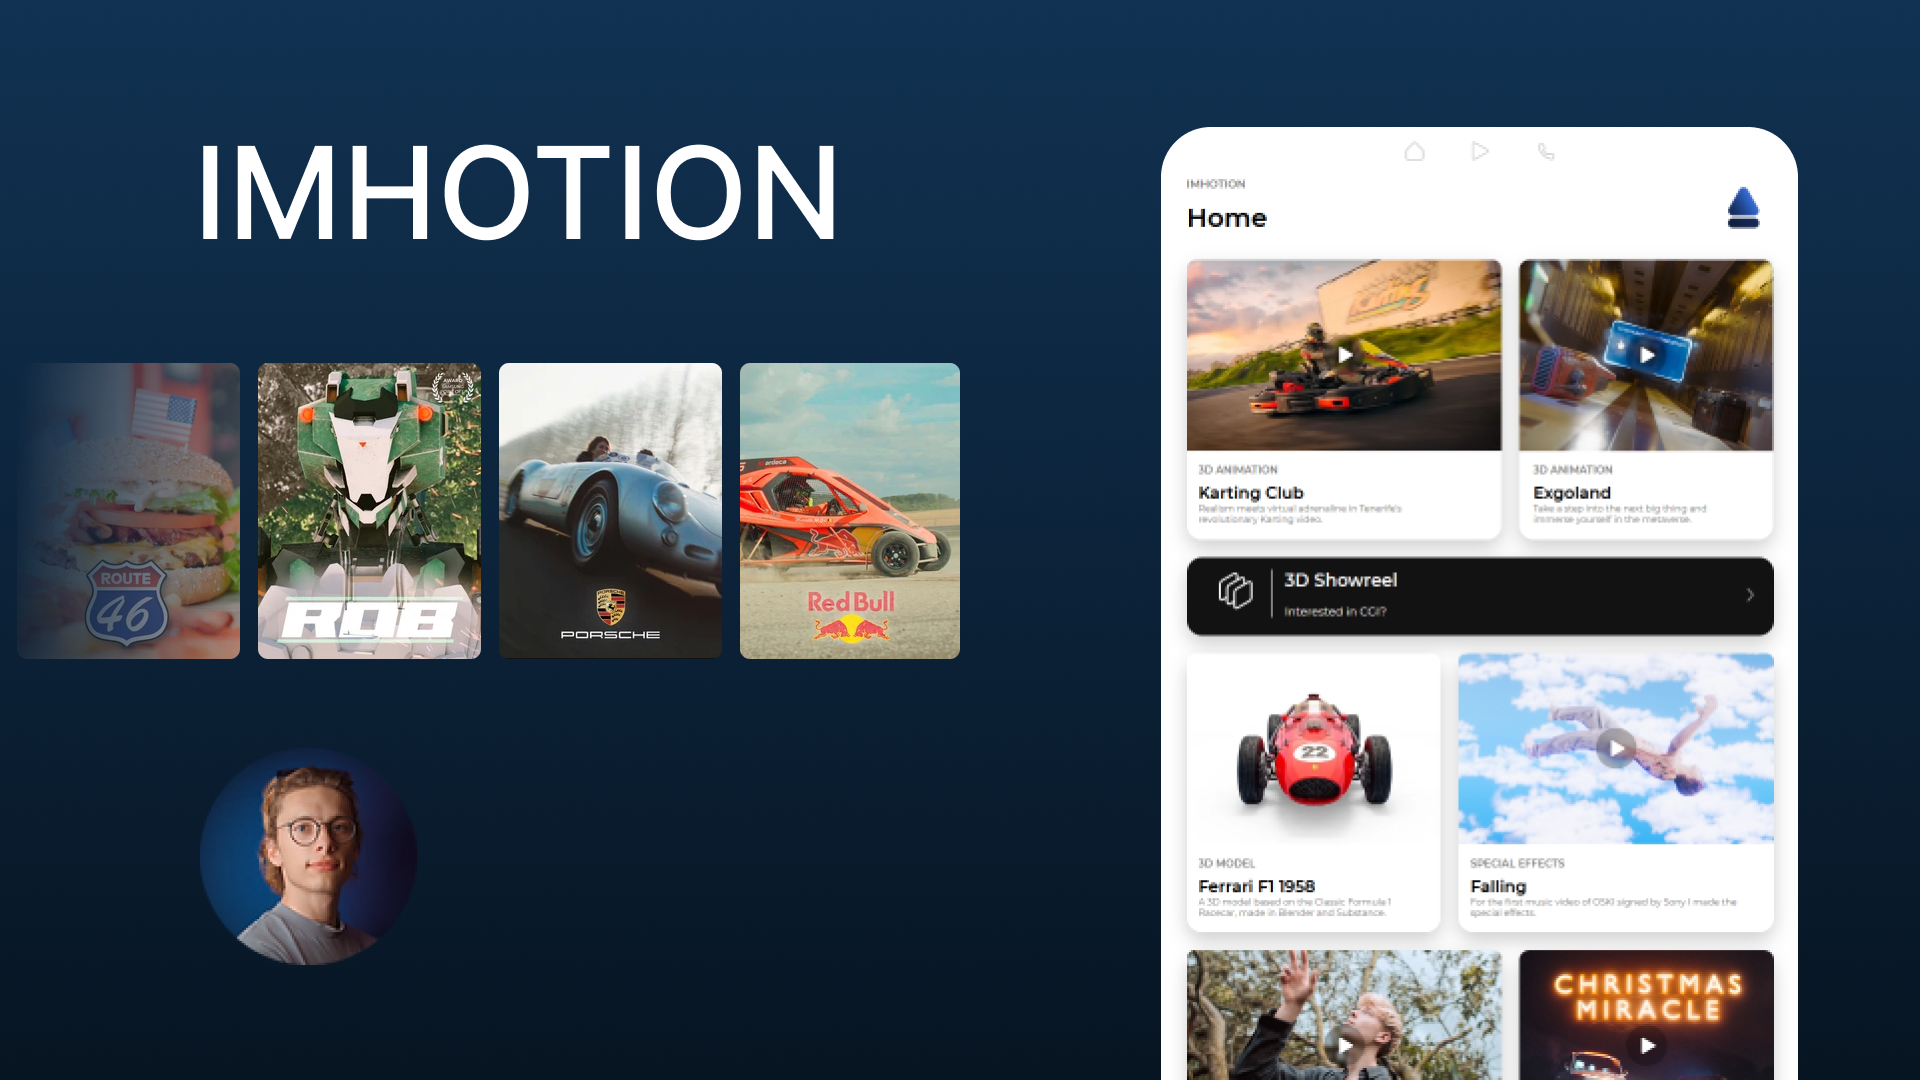 IMHOTION
AWARD
ardeca
ROUTE
46
ROB
PORSCHE
PORSCHE
Red Bull
IMHOTION
Home
3D ANIMATION
Karting Club
Realism meets virtual adrenaline in Tenerife's
revolutionary Karting video.
3D ANIMATION
Exgoland
Take a step into the next big thing and
immerse yourself in the metaverse.
3D Showreel
Interested in CGI?
22
3D MODEL
Ferrari F1 1958
A 3D model based on the Classic Formula 1
Racecar, made in Blender and Substance.
SPECIAL EFFECTS
Falling
For the first music video of OSKI signed by Sony I made the
special effects.
CHRISTMAS
MIRACLE